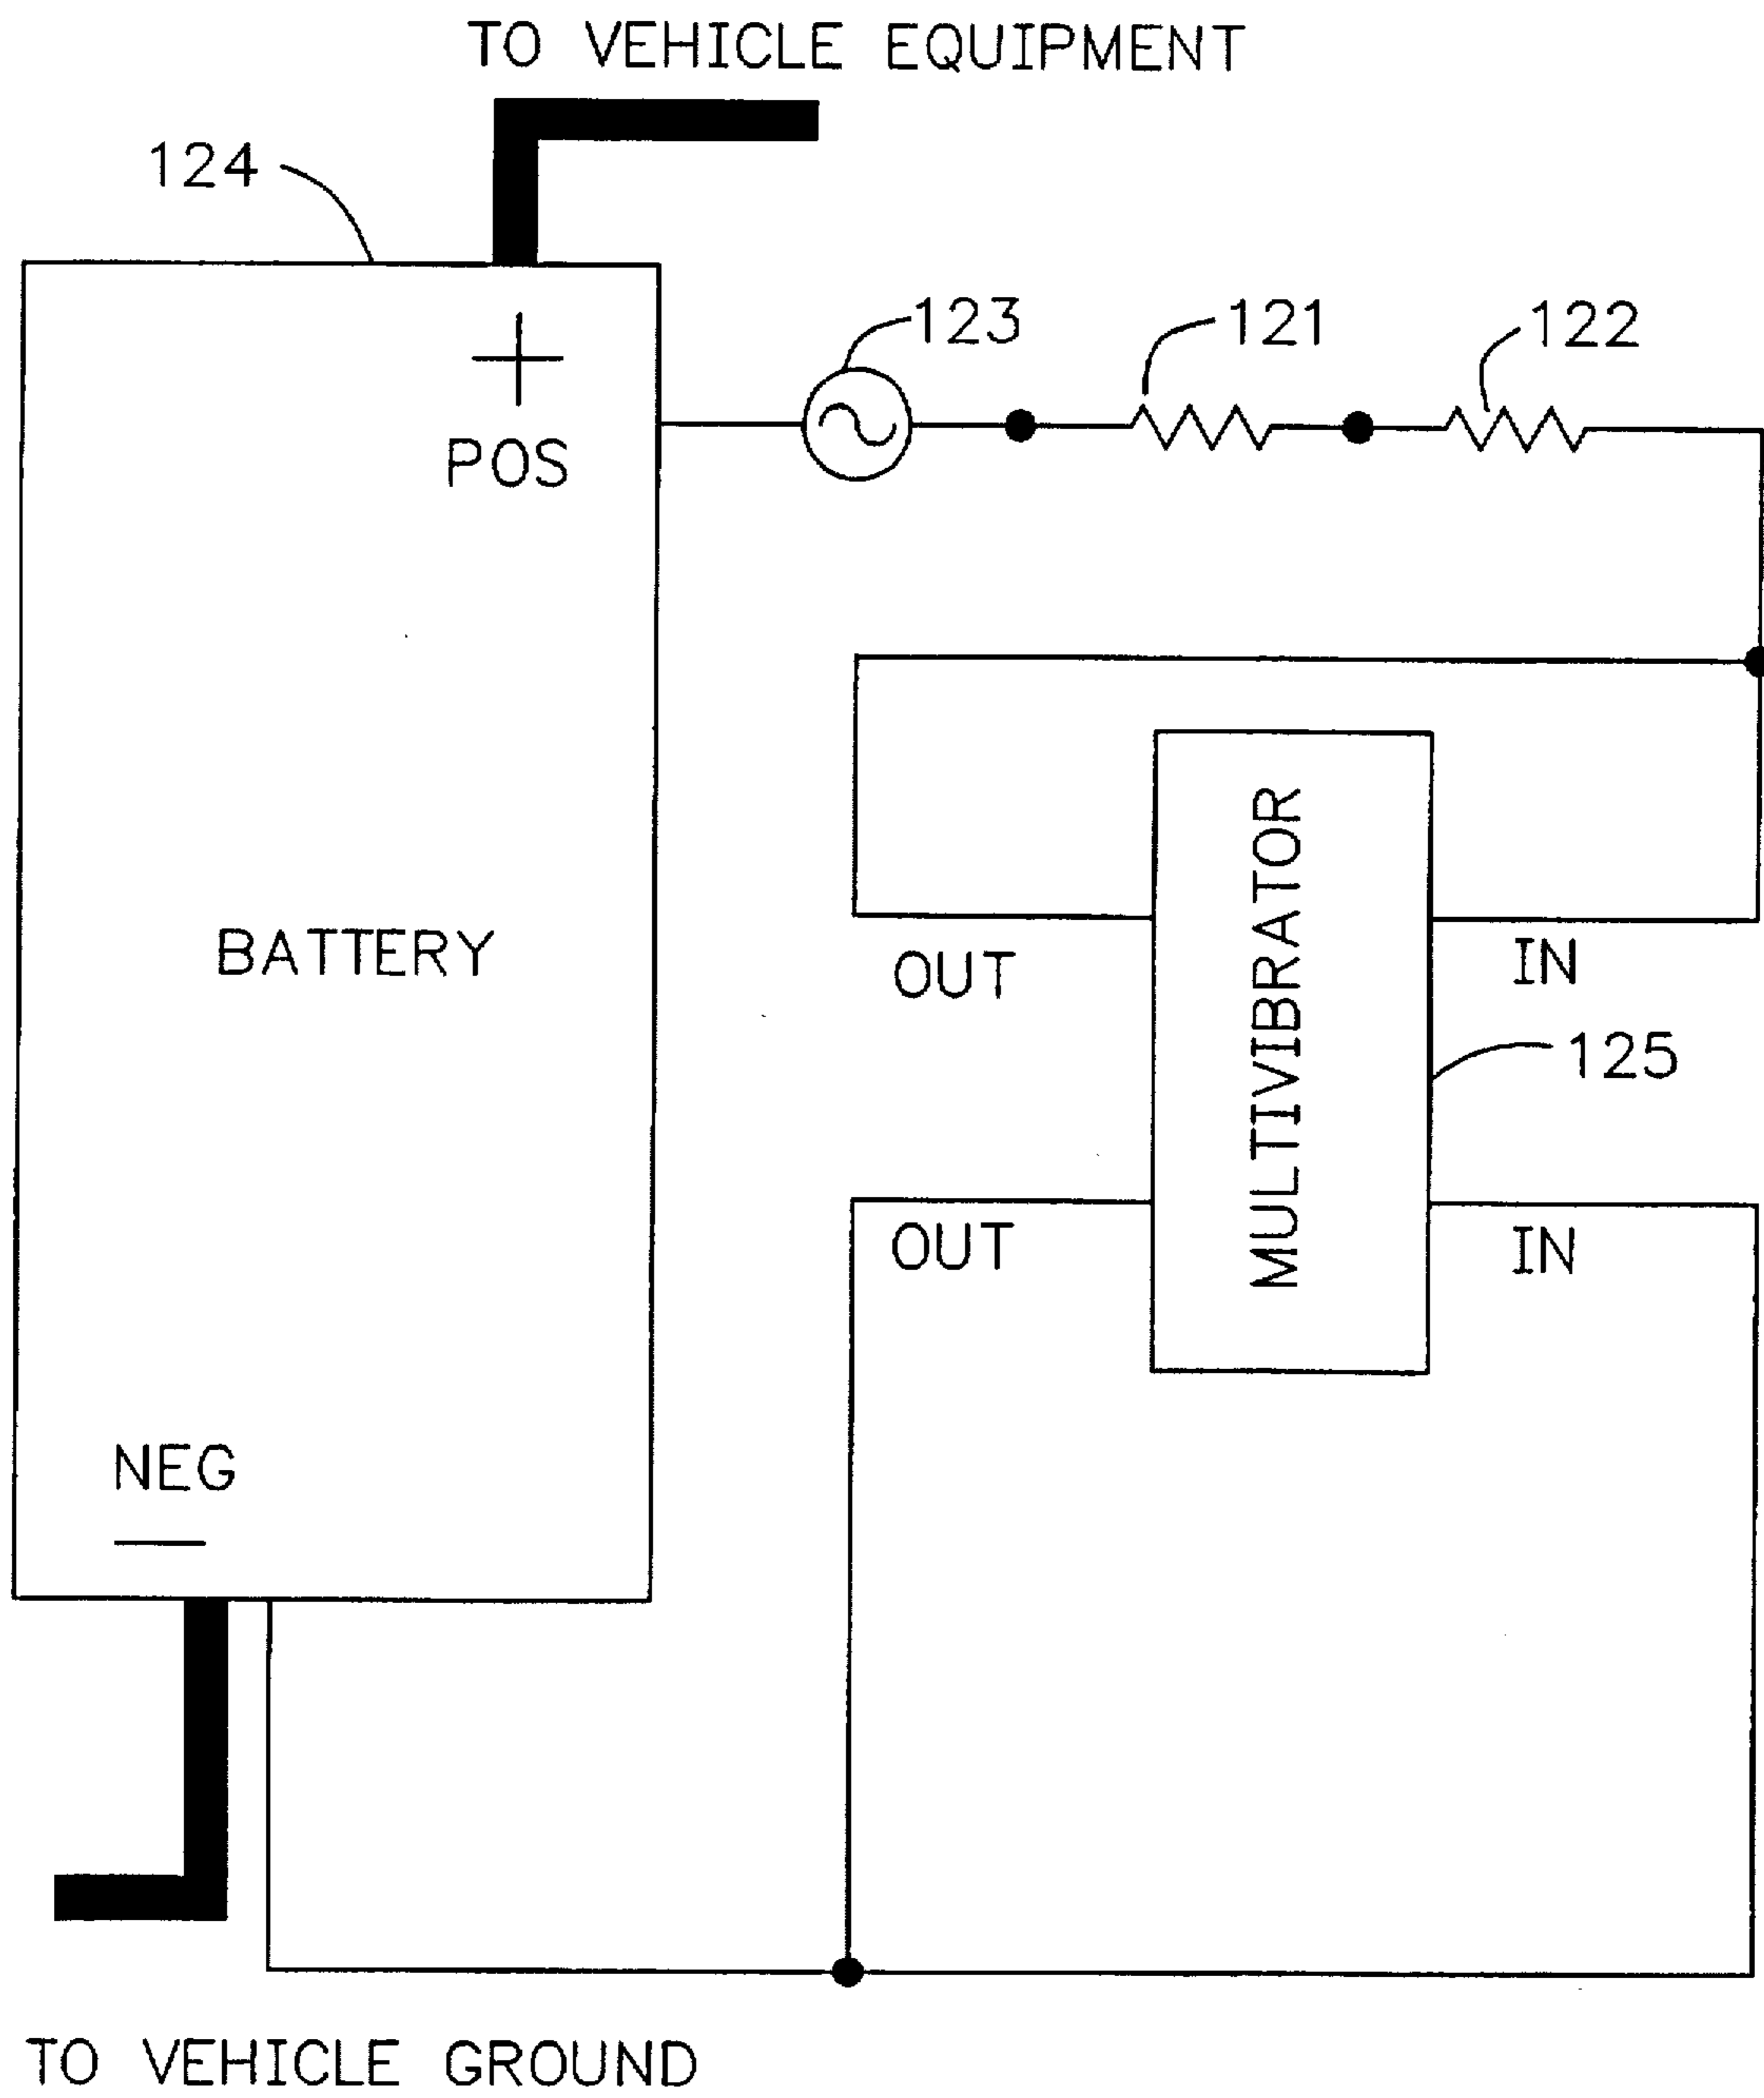 TO VEHICLE EQUIPMENT
124
123
121
122
+
POS
BATTERY
OUT
IN
MULTIVIBRATOR
125
OUT
IN
NEG
—
TO VEHICLE GROUND